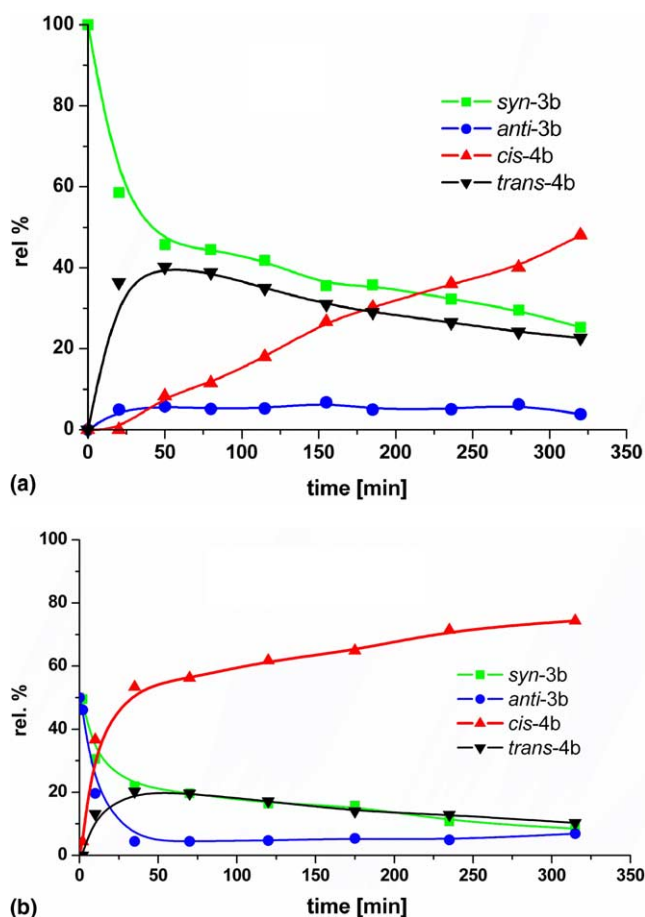 100
80
60
40
20
0
rel %
syn-3b
anti-3b
cis-4b
trans-4b
0 50 100 150 200 250 300 350
time [min]
(a)
100
80
60
40
20
0
rel. %
syn-3b
anti-3b
cis-4b
trans-4b
0 50 100 150 200 250 300 350
time [min]
(b)